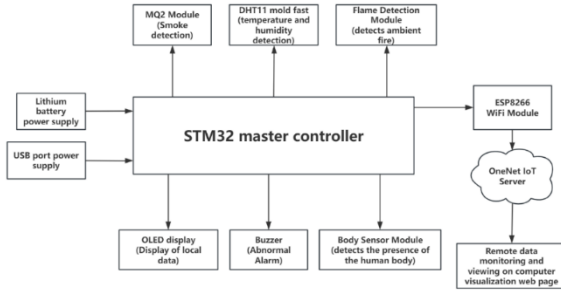 MQ2 Module
(Smoke
detection)
DHT11 mold fast
(temperature and
humidity
detection)
Flame Detection
Module
(detects ambient
fire)
Lithium
battery
power supply
USB port power
supply
STM32 master controller
ESP8266
WiFi Module
OneNet IoT
Server
OLED display
(Display of local
data)
Buzzer
(Abnormal
Alarm)
Body Sensor Module
(detects the presence of
the human body)
Remote data
monitoring and
viewing on computer
visualization web page